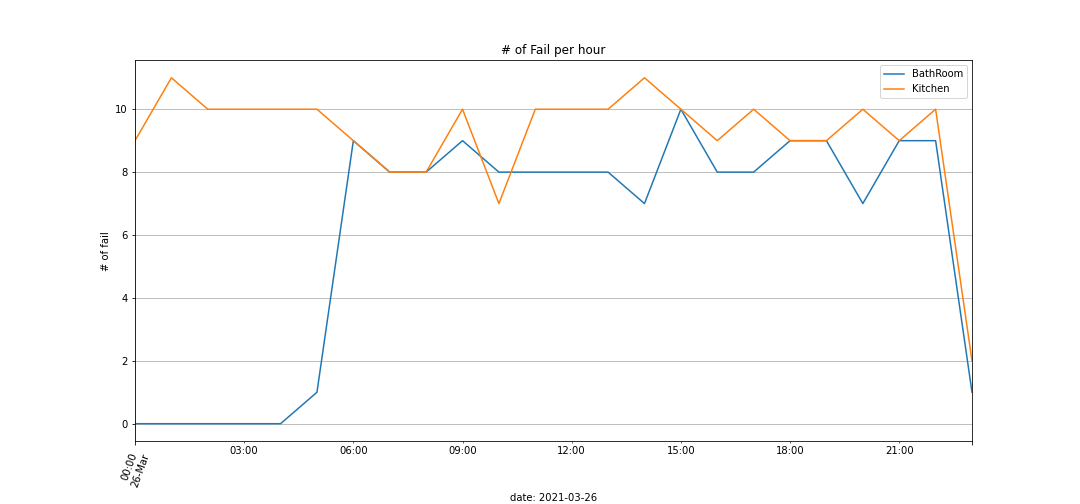 # of Fail per hour
BathRoom
Kitchen
# of fail
10
8
6
4
2
0
00:00
26-Mar
03:00
06:00
09:00
12:00
15:00
18:00
21:00
date: 2021-03-26